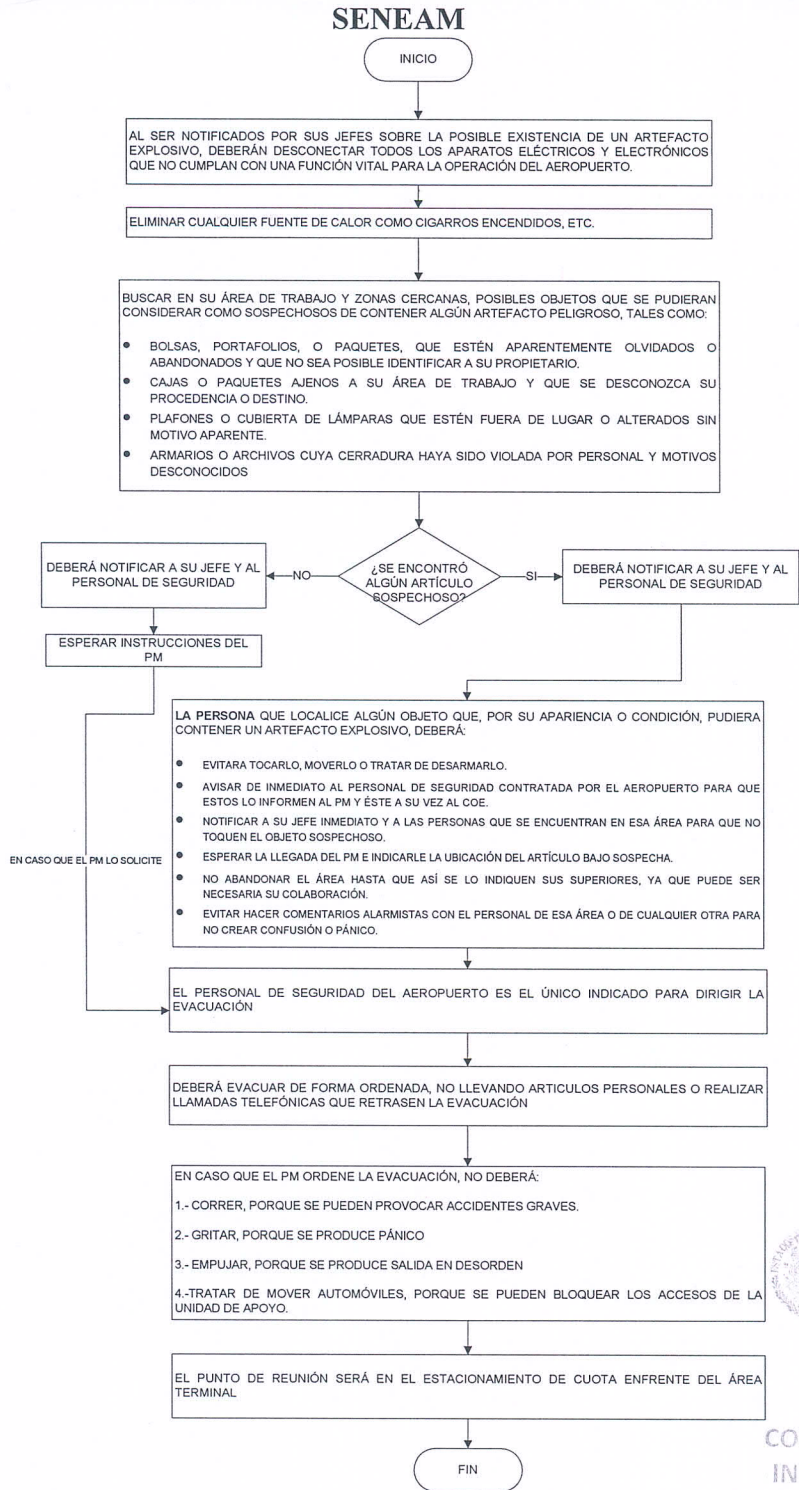 SENEAM
INICIO
AL SER NOTIFICADOS POR SUS JEFES SOBRE LA POSIBLE EXISTENCIA DE UN ARTEFACTO
EXPLOSIVO, DEBERÁN DESCONECTAR TODOS LOS APARATOS ELÉCTRICOS Y ELECTRÓNICOS
QUE NO CUMPLAN CON UNA FUNCIÓN VITAL PARA LA OPERACIÓN DEL AEROPUERTO.
ELIMINAR CUALQUIER FUENTE DE CALOR COMO CIGARROS ENCENDIDOS, ETC.
BUSCAR EN SU ÁREA DE TRABAJO Y ZONAS CERCANAS, POSIBLES OBJETOS QUE SE PUDIERAN
CONSIDERAR COMO SOSPECHOSOS DE CONTENER ALGÚN ARTEFACTO PELIGROSO, TALES COMO:
• BOLSAS, PORTAFOLIOS, O PAQUETES, QUE ESTÉN APARENTEMENTE OLVIDADOS O
ABANDONADOS Y QUE NO SEA POSIBLE IDENTIFICAR A SU PROPIETARIO.
• CAJAS O PAQUETES AJENOS A SU ÁREA DE TRABAJO Y QUE SE DESCONOZCA SU
PROCEDENCIA O DESTINO.
• PLAFONES O CUBIERTA DE LÁMPARAS QUE ESTÉN FUERA DE LUGAR O ALTERADOS SIN
MOTIVO APARENTE.
• ARMARIOS O ARCHIVOS CUYA CERRADURA HAYA SIDO VIOLADA POR PERSONAL Y MOTIVOS
DESCONOCIDOS
¿SE ENCONTRÓ
ALGÚN ARTÍCULO
SOSPECHOSO?
NO
DEBERÁ NOTIFICAR A SU JEFE Y AL
PERSONAL DE SEGURIDAD
ESPERAR INSTRUCCIONES DEL
PM
SI
DEBERÁ NOTIFICAR A SU JEFE Y AL
PERSONAL DE SEGURIDAD
LA PERSONA QUE LOCALICE ALGÚN OBJETO QUE, POR SU APARIENCIA O CONDICIÓN, PUDIERA
CONTENER UN ARTEFACTO EXPLOSIVO, DEBERÁ:
• EVITARA TOCARLO, MOVERLO O TRATAR DE DESARMARLO.
• AVISAR DE INMEDIATO AL PERSONAL DE SEGURIDAD CONTRATADA POR EL AEROPUERTO PARA QUE
ESTOS LO INFORMEN AL PM Y ÉSTE A SU VEZ AL COE.
• NOTIFICAR A SU JEFE INMEDIATO Y A LAS PERSONAS QUE SE ENCUENTRAN EN ESA ÁREA PARA QUE NO
TOQUEN EL OBJETO SOSPECHOSO.
• ESPERAR LA LLEGADA DEL PM E INDICARLE LA UBICACIÓN DEL ARTÍCULO BAJO SOSPECHA.
• NO ABANDONAR EL ÁREA HASTA QUE ASÍ SE LO INDIQUEN SUS SUPERIORES, YA QUE PUEDE SER
NECESARIA SU COLABORACIÓN.
• EVITAR HACER COMENTARIOS ALARMISTAS CON EL PERSONAL DE ESA ÁREA O DE CUALQUIER OTRA PARA
NO CREAR CONFUSIÓN O PÁNICO.
EN CASO QUE EL PM LO SOLICITE
EL PERSONAL DE SEGURIDAD DEL AEROPUERTO ES EL ÚNICO INDICADO PARA DIRIGIR LA
EVACUACIÓN
DEBERÁ EVACUAR DE FORMA ORDENADA, NO LLEVANDO ARTICULOS PERSONALES O REALIZAR
LLAMADAS TELEFÓNICAS QUE RETRASEN LA EVACUACIÓN
EN CASO QUE EL PM ORDENE LA EVACUACIÓN, NO DEBERÁ:
1.- CORRER, PORQUE SE PUEDEN PROVOCAR ACCIDENTES GRAVES.
2.- GRITAR, PORQUE SE PRODUCE PÁNICO
3.- EMPUJAR, PORQUE SE PRODUCE SALIDA EN DESORDEN
4.-TRATAR DE MOVER AUTOMÓVILES, PORQUE SE PUEDEN BLOQUEAR LOS ACCESOS DE LA
UNIDAD DE APOYO.
EL PUNTO DE REUNIÓN SERÁ EN EL ESTACIONAMIENTO DE CUOTA ENFRENTE DEL ÁREA
TERMINAL
FIN
CO
IN